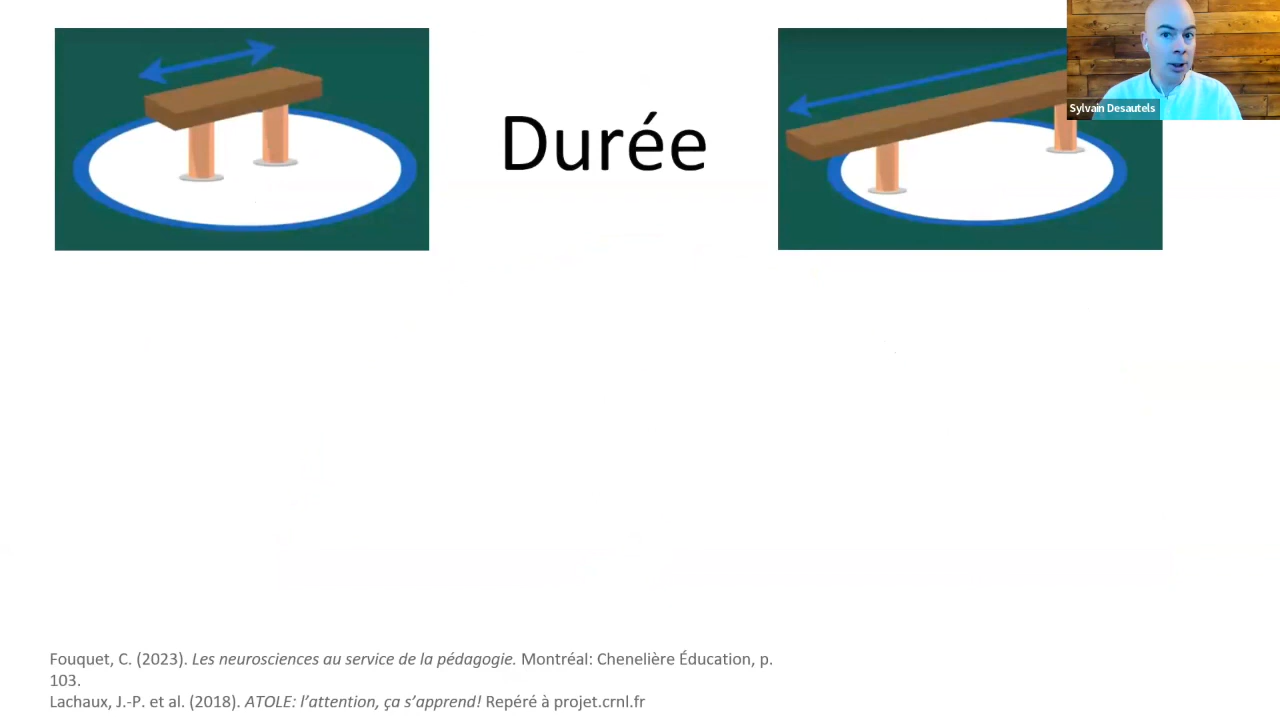 Durée
Sylvain Desautels
Fouquet, C. (2023). Les neurosciences au service de la pédagogie. Montréal: Chenelière Éducation, p.
103.
Lachaux, J.-P. et al. (2018). ATOLE: l’attention, ça s’apprend! Repéré à projet.crnl.fr